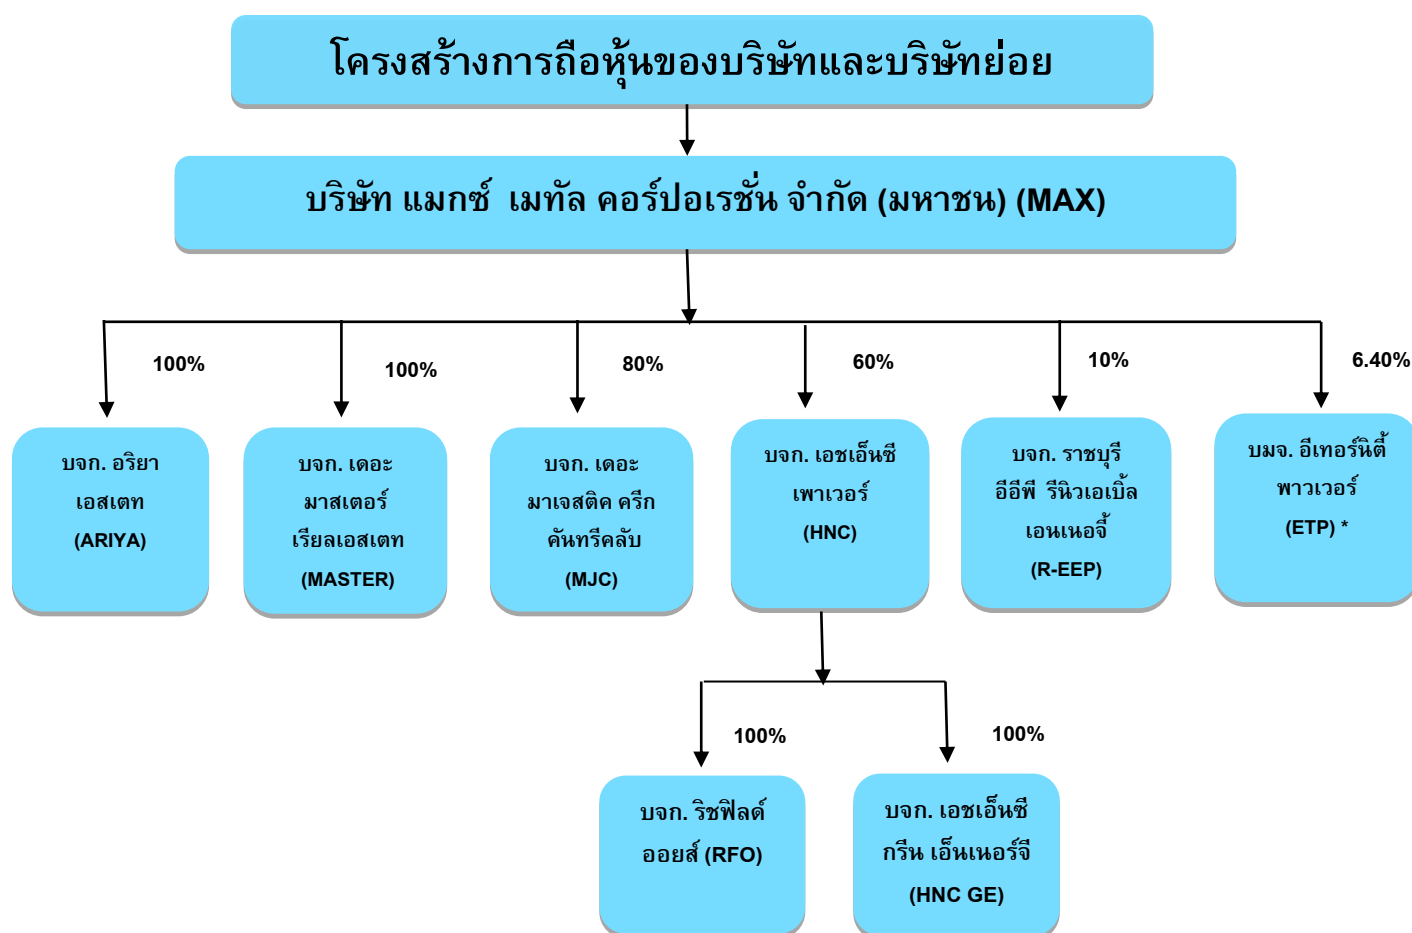 โครงสร้างการถือหุ้นของบริษัทและบริษัทย่อย
บริษัท แมกซ์ เมทัล คอร์ปอเรชั่น จำกัด (มหาชน) (MAX)
100%
100%
80%
60%
10%
6.40%
บจก. อริยา
เอสเตท
(ARIYA)
บจก. เดอะ
มาสเตอร์
เรียลเอสเตท
(MASTER)
บจก. เดอะ
มาเจสติค ครีก
คันทรีคลับ
(MJC)
บจก. เอชเอ็นซี
เพาเวอร์
(HNC)
บจก. ราชบุรี
อีอีพี รีนิวเอเบิ้ล
เอนเนอจี้
(R-EEP)
บมจ. อีเทอร์นิตี้
พาวเวอร์
(ETP) *
100%
100%
บจก. ริชฟิลด์
ออยส์ (RFO)
บจก. เอชเอ็นซี
กรีน เอ็นเนอร์จี
(HNC GE)